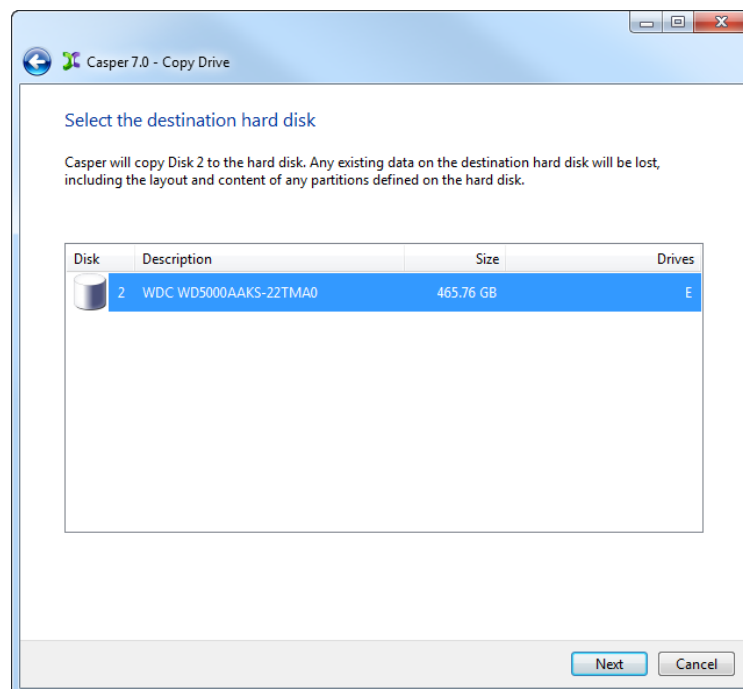 Casper 7.0 - Copy Drive
Select the destination hard disk
Casper will copy Disk 2 to the hard disk. Any existing data on the destination hard disk will be lost,
including the layout and content of any partitions defined on the hard disk.
Disk Description Size Drives
2 WDC WD5000AAKS-22TMA0 465.76 GB E
Next Cancel